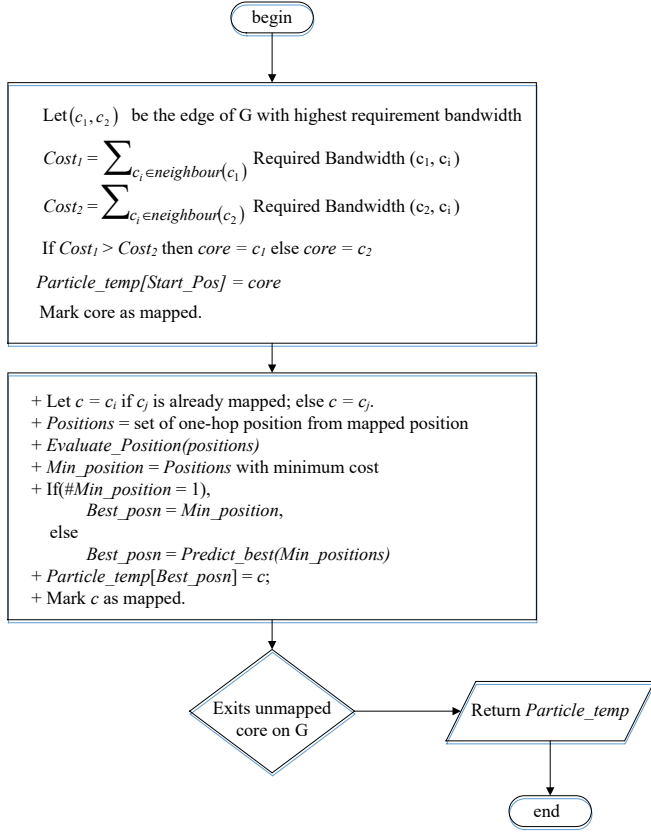 begin
Let(c₁, c₂) be the edge of G with highest requirement bandwidth
Cost₁ = ∑ cᵢ∈neighbour(c₁) Required Bandwidth (c₁, cᵢ)
Cost₂ = ∑ cᵢ∈neighbour(c₂) Required Bandwidth (c₂, cᵢ)
If Cost₁ > Cost₂ then core = c₁ else core = c₂
Particle_temp[Start_Pos] = core
Mark core as mapped.
+ Let c = cᵢ if cⱼ is already mapped; else c = cⱼ.
+ Positions = set of one-hop position from mapped position
+ Evaluate_Position(positions)
+ Min_position = Positions with minimum cost
+ If(#Min_position = 1),
Best_posn = Min_position,
else
Best_posn = Predict_best(Min_positions)
+ Particle_temp[Best_posn] = c;
+ Mark c as mapped.
Exits unmapped
core on G
Return Particle_temp
end